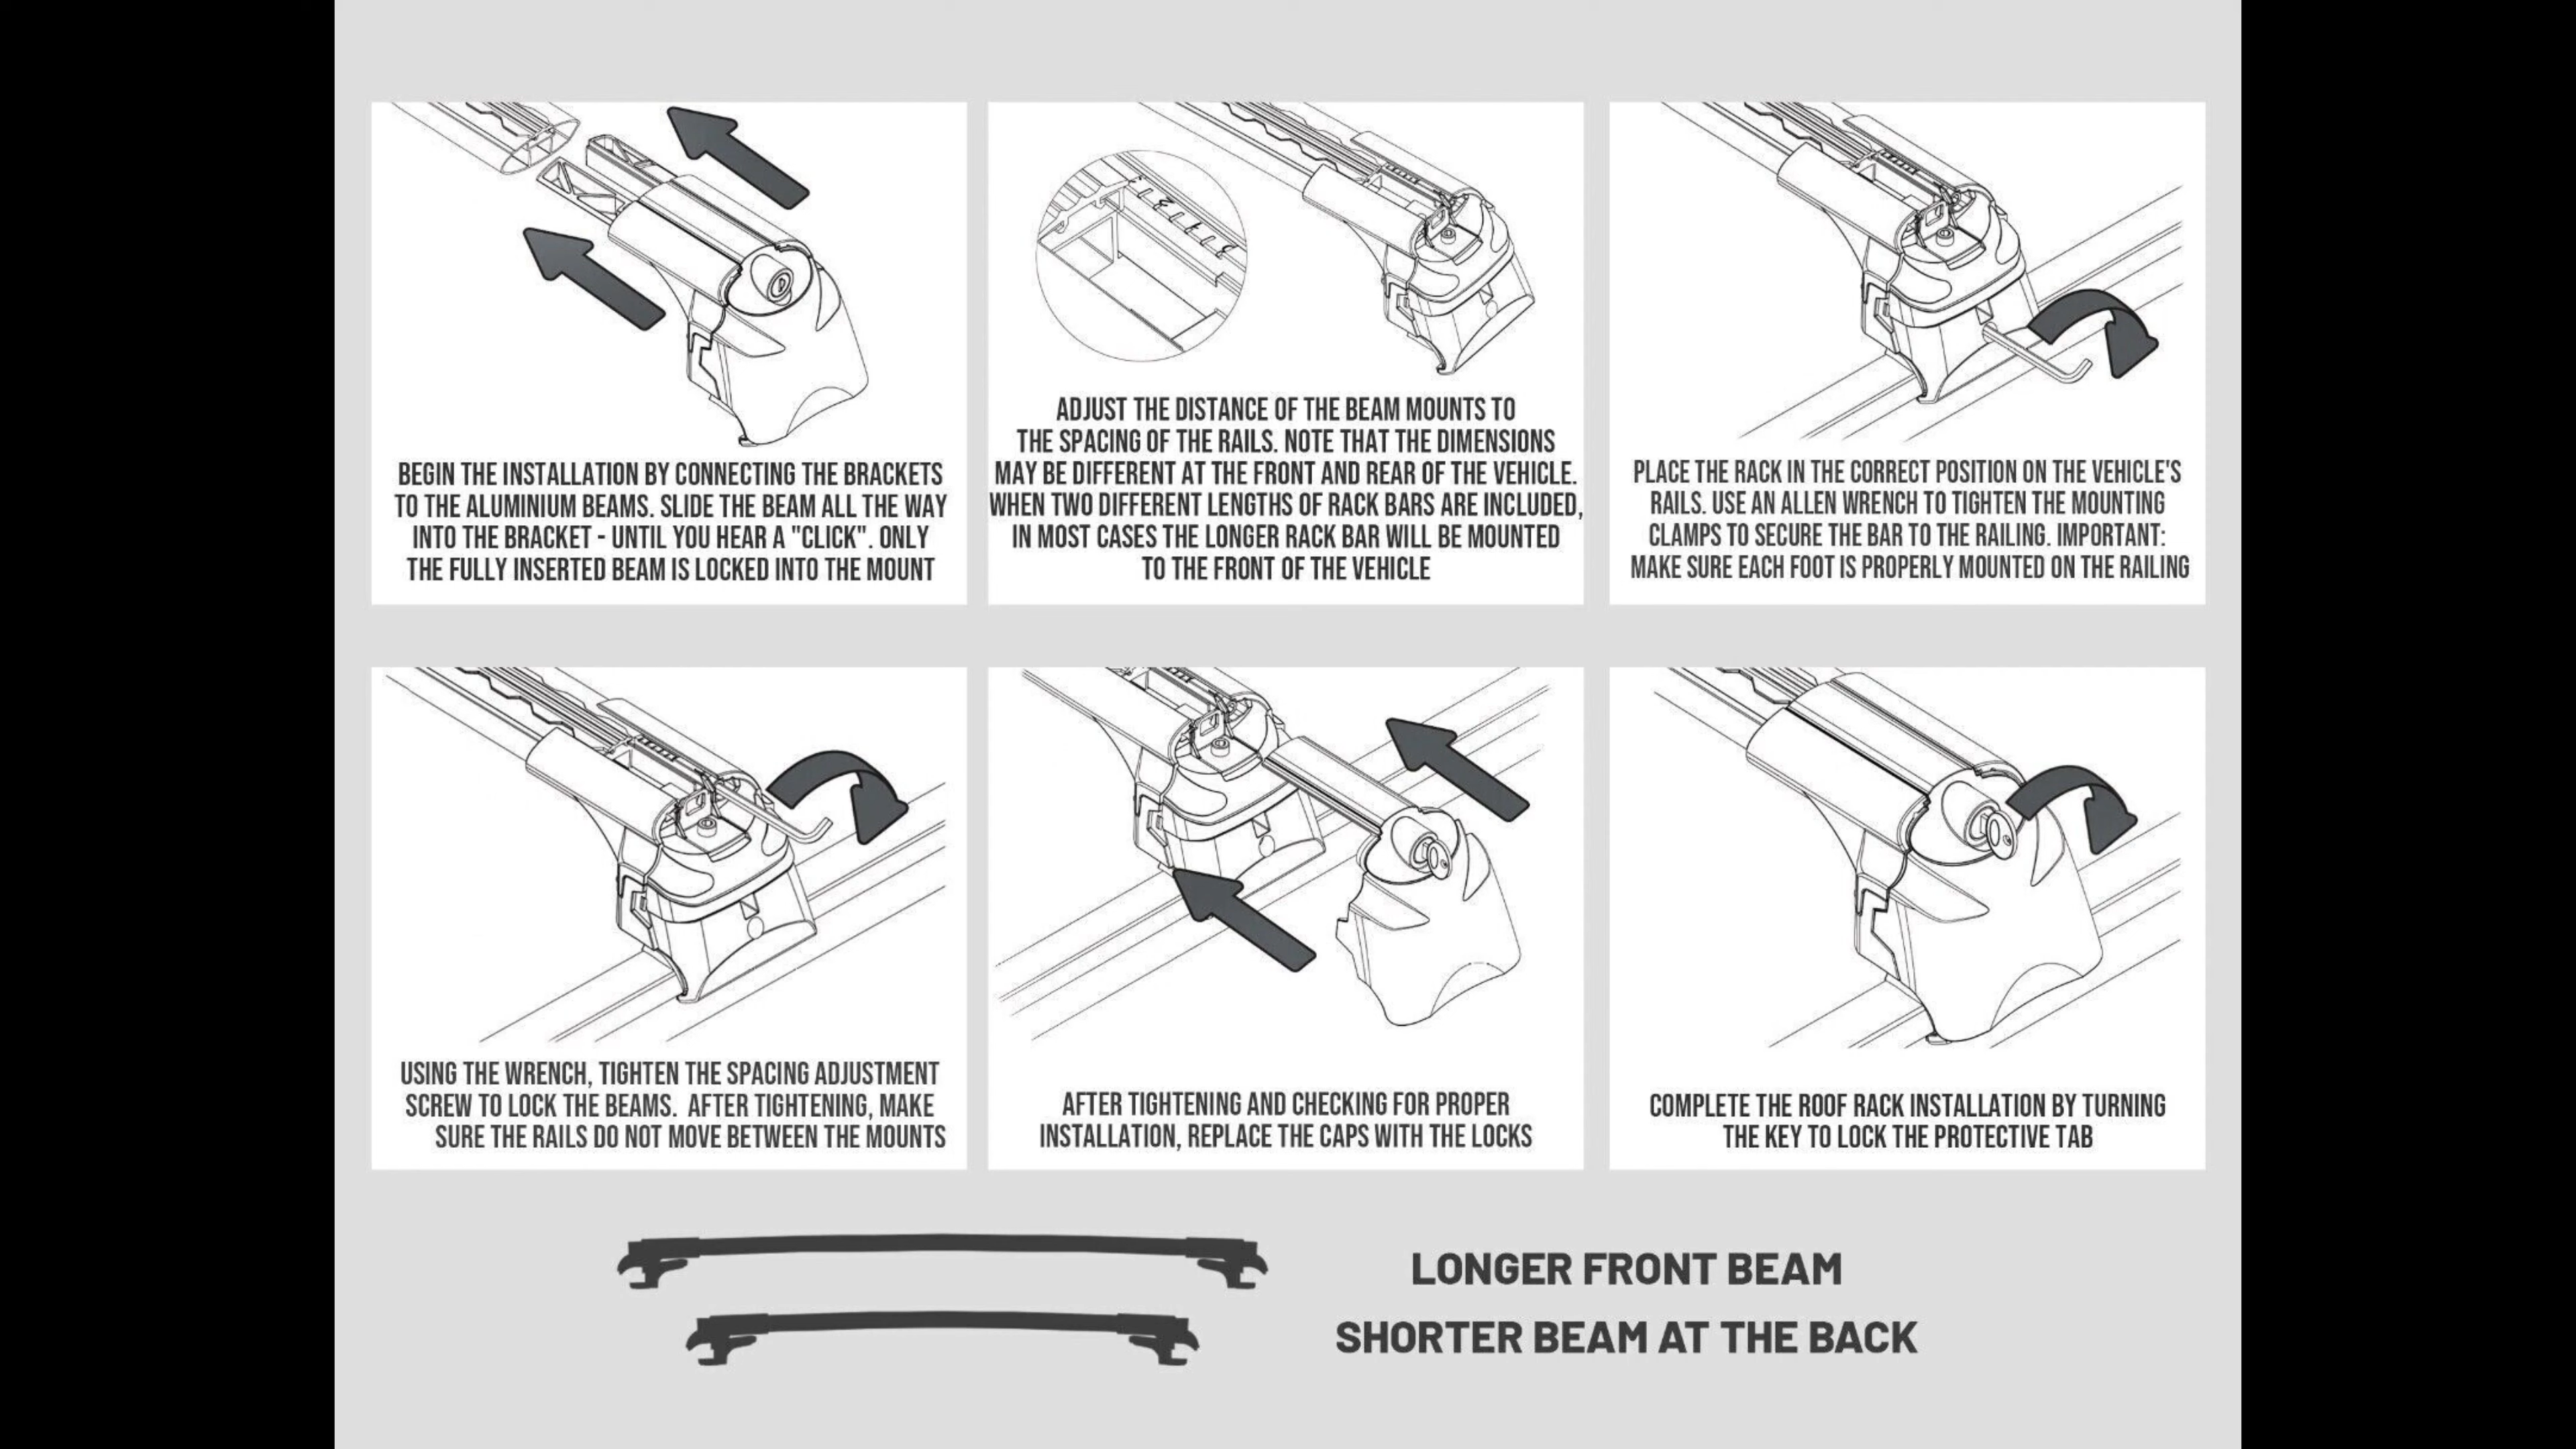 BEGIN THE INSTALLATION BY CONNECTING THE BRACKETS
TO THE ALUMINIUM BEAMS. SLIDE THE BEAM ALL THE WAY
INTO THE BRACKET - UNTIL YOU HEAR A "CLICK". ONLY
THE FULLY INSERTED BEAM IS LOCKED INTO THE MOUNT
ADJUST THE DISTANCE OF THE BEAM MOUNTS TO
THE SPACING OF THE RAILS. NOTE THAT THE DIMENSIONS
MAY BE DIFFERENT AT THE FRONT AND REAR OF THE VEHICLE.
WHEN TWO DIFFERENT LENGTHS OF RACK BARS ARE INCLUDED,
IN MOST CASES THE LONGER RACK BAR WILL BE MOUNTED
TO THE FRONT OF THE VEHICLE
PLACE THE RACK IN THE CORRECT POSITION ON THE VEHICLE'S
RAILS. USE AN ALLEN WRENCH TO TIGHTEN THE MOUNTING
CLAMPS TO SECURE THE BAR TO THE RAILING. IMPORTANT:
MAKE SURE EACH FOOT IS PROPERLY MOUNTED ON THE RAILING
USING THE WRENCH, TIGHTEN THE SPACING ADJUSTMENT
SCREW TO LOCK THE BEAMS. AFTER TIGHTENING, MAKE
SURE THE RAILS DO NOT MOVE BETWEEN THE MOUNTS
AFTER TIGHTENING AND CHECKING FOR PROPER
INSTALLATION, REPLACE THE CAPS WITH THE LOCKS
COMPLETE THE ROOF RACK INSTALLATION BY TURNING
THE KEY TO LOCK THE PROTECTIVE TAB
LONGER FRONT BEAM
SHORTER BEAM AT THE BACK